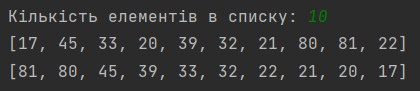 Кількість елементів в списку: 10
[17, 45, 33, 20, 39, 32, 21, 80, 81, 22]
[81, 80, 45, 39, 33, 32, 22, 21, 20, 17]